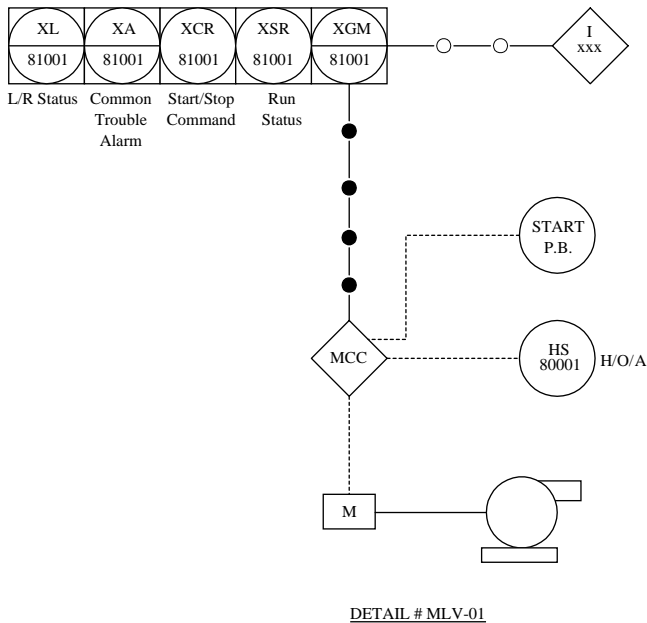 XL XA XCR XSR XGM
81001 81001 81001 81001 81001
I
xxx
L/R Status
Common
Trouble
Alarm
Start/Stop
Command
Run
Status
START
P.B.
MCC
HS
80001
H/O/A
M
DETAIL # MLV-01